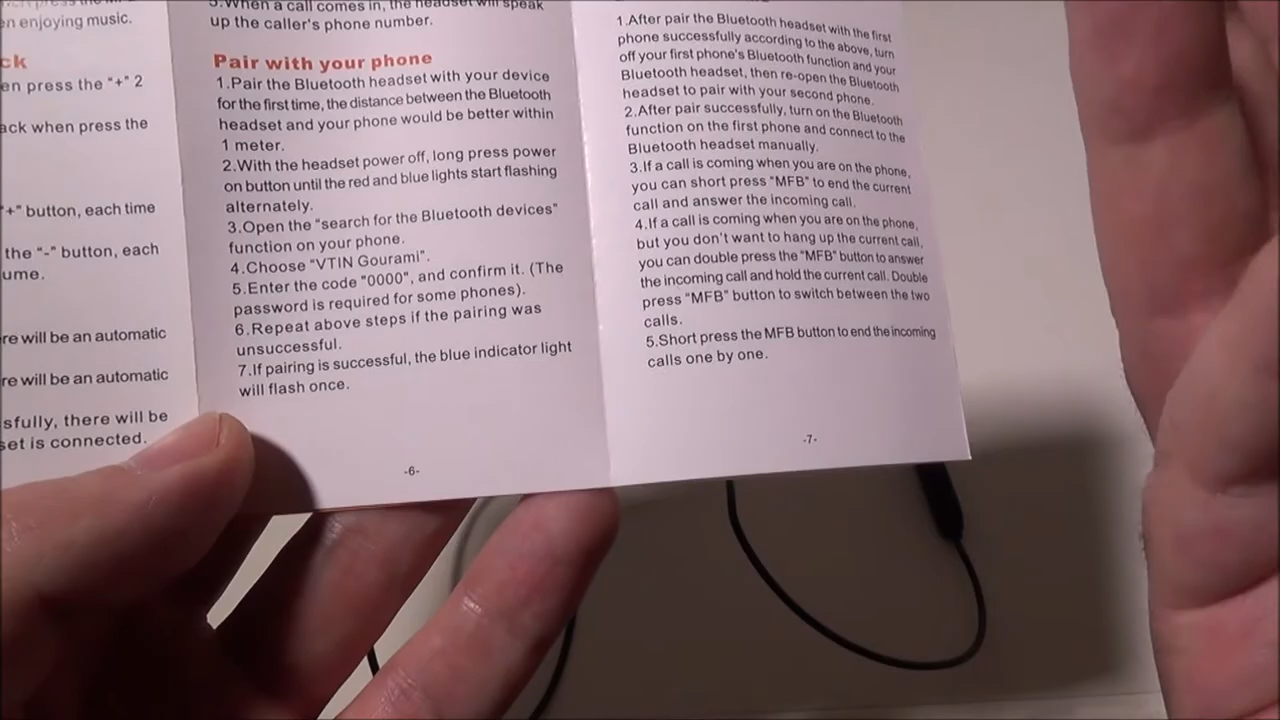 en enjoying music.
ck
en press the "+" 2
ack when press the
"+" button, each time
the "-" button, each
ume.
re will be an automatic
re will be an automatic
sfully, there will be
set is connected.
5.When a call comes in, the headset will speak
up the caller's phone number.
Pair with your phone
1.Pair the Bluetooth headset with your device
for the first time, the distance between the Bluetooth
headset and your phone would be better within
1 meter.
2.With the headset power off, long press power
on button until the red and blue lights start flashing
alternately.
3.Open the "search for the Bluetooth devices"
function on your phone.
4.Choose "VTIN Gourami".
5.Enter the code "0000", and confirm it. (The
password is required for some phones).
6.Repeat above steps if the pairing was
unsuccessful.
7.If pairing is successful, the blue indicator light
will flash once.
-6-
1.After pair the Bluetooth headset with the first
phone successfully according to the above, turn
off your first phone's Bluetooth function and your
Bluetooth headset, then re-open the Bluetooth
headset to pair with your second phone.
2.After pair successfully, turn on the Bluetooth
function on the first phone and connect to the
Bluetooth headset manually.
3.If a call is coming when you are on the phone,
you can short press "MFB" to end the current
call and answer the incoming call.
4.If a call is coming when you are on the phone,
but you don't want to hang up the current call,
you can double press the "MFB" button to answer
the incoming call and hold the current call. Double
press "MFB" button to switch between the two
calls.
5.Short press the MFB button to end the incoming
calls one by one.
-7-